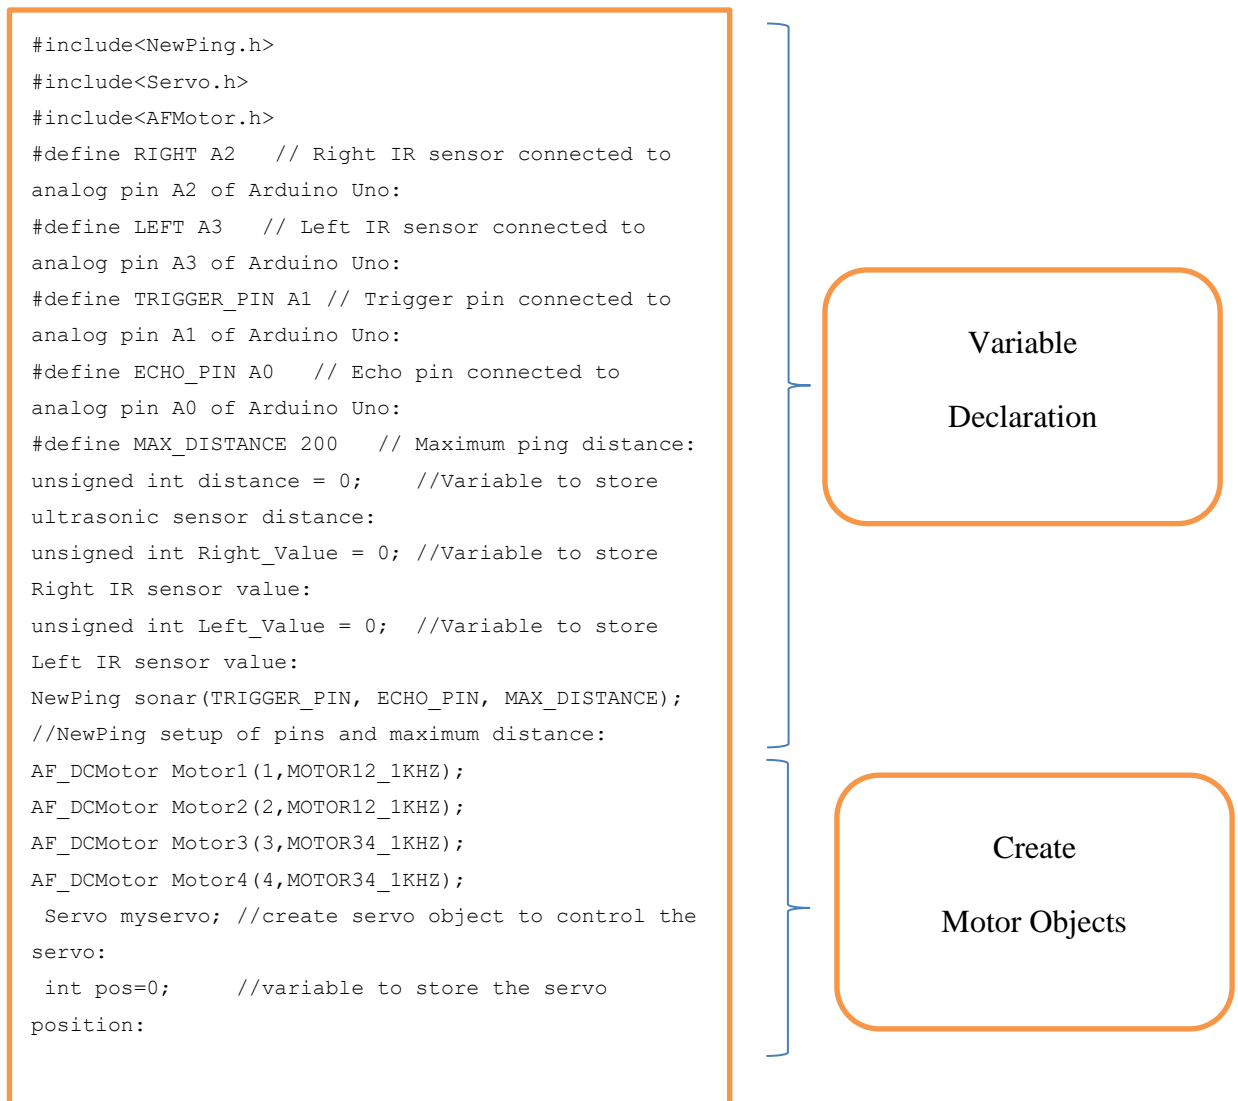 #include<NewPing.h>
#include<Servo.h>
#include<AFMotor.h>
#define RIGHT A2   // Right IR sensor connected to
analog pin A2 of Arduino Uno:
#define LEFT A3   // Left IR sensor connected to
analog pin A3 of Arduino Uno:
#define TRIGGER_PIN A1 // Trigger pin connected to
analog pin A1 of Arduino Uno:
#define ECHO_PIN A0   // Echo pin connected to
analog pin A0 of Arduino Uno:
#define MAX_DISTANCE 200   // Maximum ping distance:
unsigned int distance = 0;    //Variable to store
ultrasonic sensor distance:
unsigned int Right_Value = 0; //Variable to store
Right IR sensor value:
unsigned int Left_Value = 0;  //Variable to store
Left IR sensor value:
NewPing sonar(TRIGGER_PIN, ECHO_PIN, MAX_DISTANCE);
//NewPing setup of pins and maximum distance:
AF_DCMotor Motor1(1,MOTOR12_1KHZ);
AF_DCMotor Motor2(2,MOTOR12_1KHZ);
AF_DCMotor Motor3(3,MOTOR34_1KHZ);
AF_DCMotor Motor4(4,MOTOR34_1KHZ);
 Servo myservo; //create servo object to control the
servo:
 int pos=0;     //variable to store the servo
position:
Variable
Declaration
Create
Motor Objects